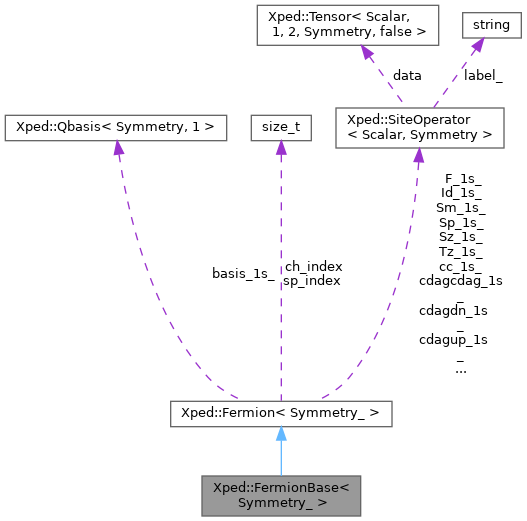 Xped::Tensor< Scalar,
1, 2, Symmetry, false >
string
data
label_
Xped::Qbasis< Symmetry, 1 >
size_t
Xped::SiteOperator
< Scalar, Symmetry >
basis_1s_
ch_index
sp_index
F_1s_
Id_1s_
Sm_1s_
Sp_1s_
Sz_1s_
Tz_1s_
cc_1s_
cdagcdag_1s
_
cdagdn_1s
_
cdagup_1s
_
...
Xped::Fermion< Symmetry_ >
Xped::FermionBase<
Symmetry_ >